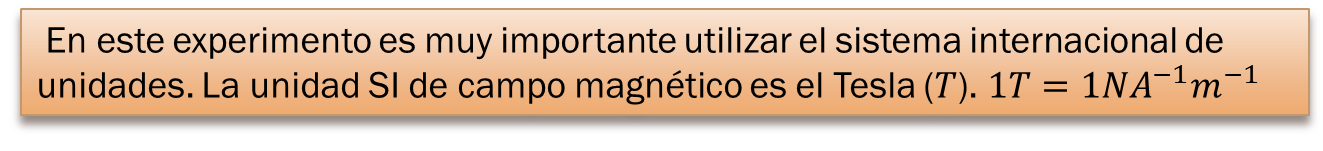 En este experimento es muy importante utilizar el sistema internacional de
unidades. La unidad SI de campo magnético es el Tesla (T). 1T = 1NA⁻¹m⁻¹